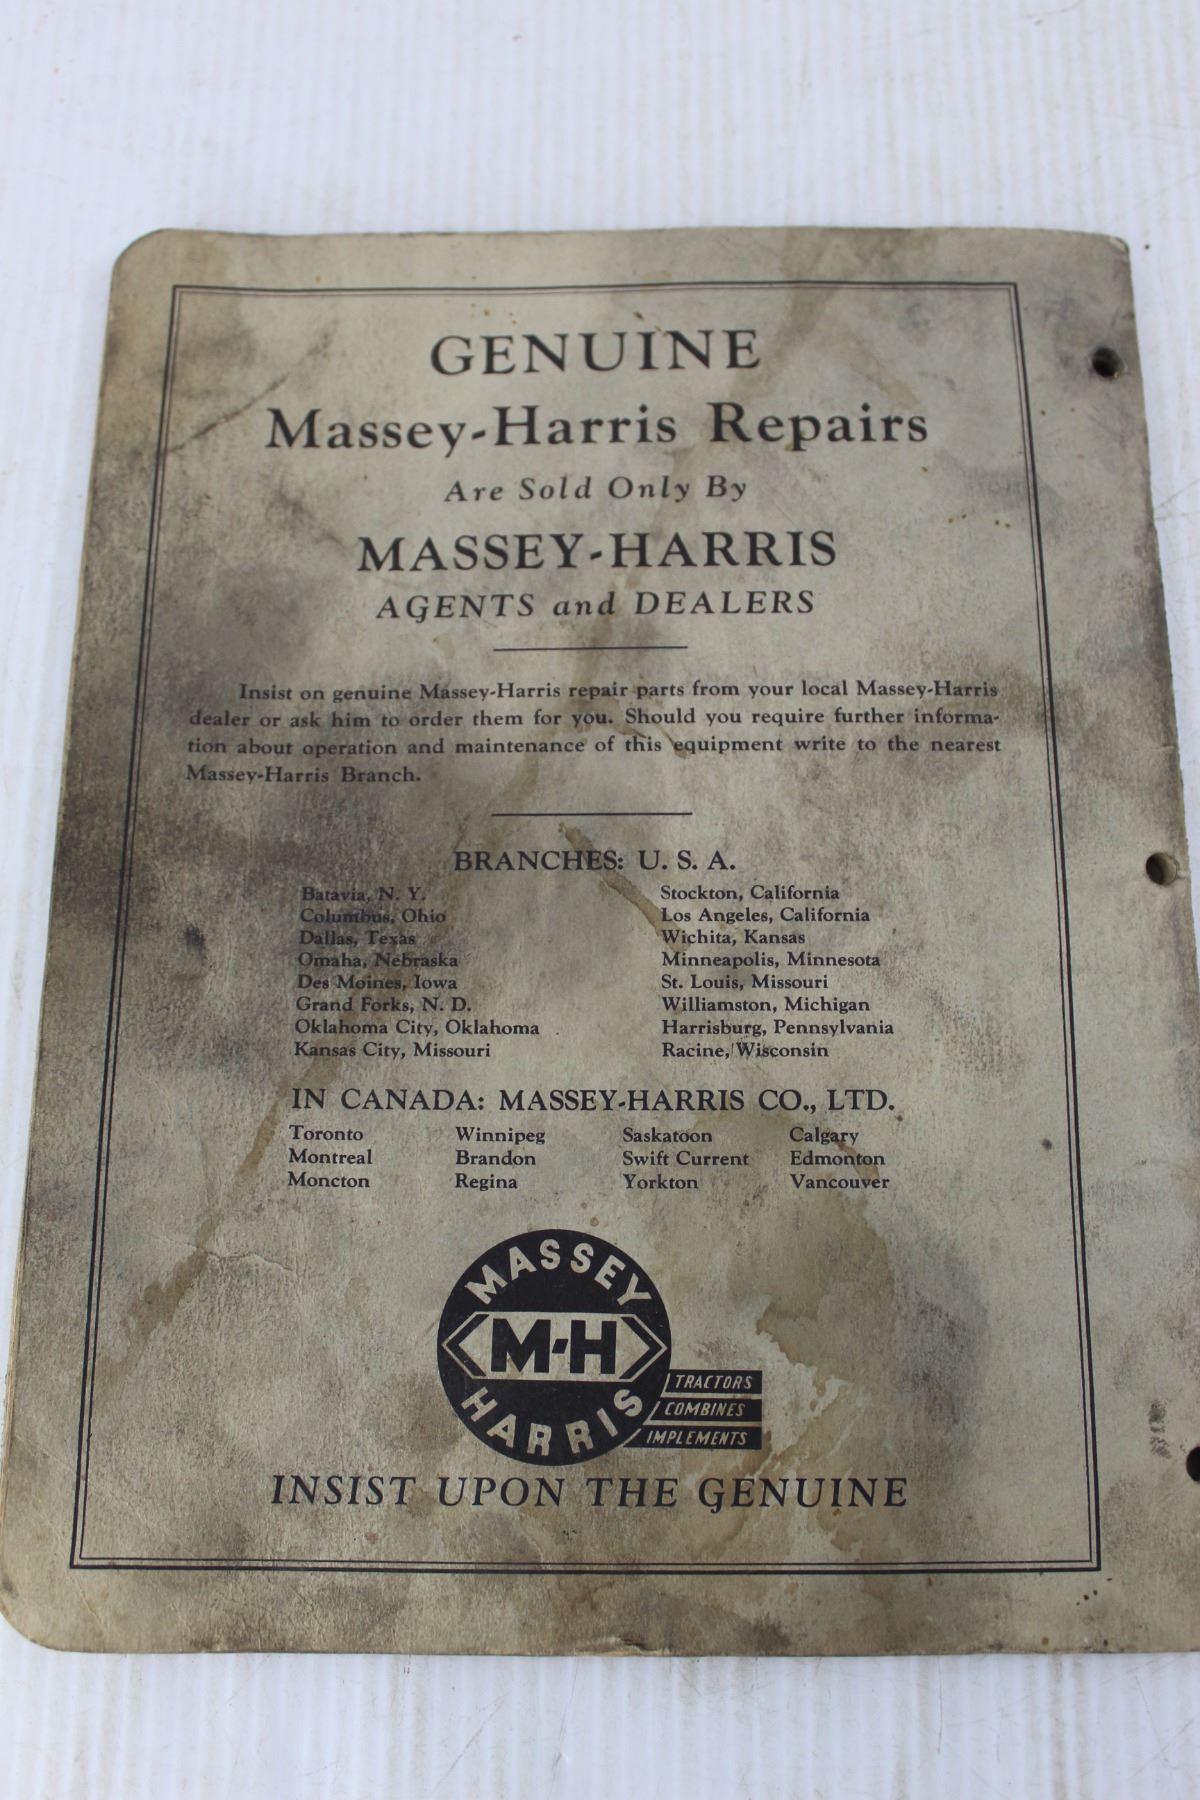 GENUINE
Massey-Harris Repairs
Are Sold Only By
MASSEY-HARRIS
AGENTS and DEALERS
Insist on genuine Massey-Harris repair parts from your local Massey-Harris
dealer or ask him to order them for you. Should you require further informa-
tion about operation and maintenance of this equipment write to the nearest
Massey-Harris Branch.
BRANCHES: U. S. A.
Batavia, N. Y. Stockton, California
Columbus, Ohio Los Angeles, California
Dallas, Texas Wichita, Kansas
Omaha, Nebraska Minneapolis, Minnesota
Des Moines, Iowa St. Louis, Missouri
Grand Forks, N. D. Williamston, Michigan
Oklahoma City, Oklahoma Harrisburg, Pennsylvania
Kansas City, Missouri Racine, Wisconsin
IN CANADA: MASSEY-HARRIS CO., LTD.
Toronto Winnipeg Saskatoon Calgary
Montreal Brandon Swift Current Edmonton
Moncton Regina Yorkton Vancouver
MASSEY
M-H
HARRIS
TRACTORS
COMBINES
IMPLEMENTS
INSIST UPON THE GENUINE